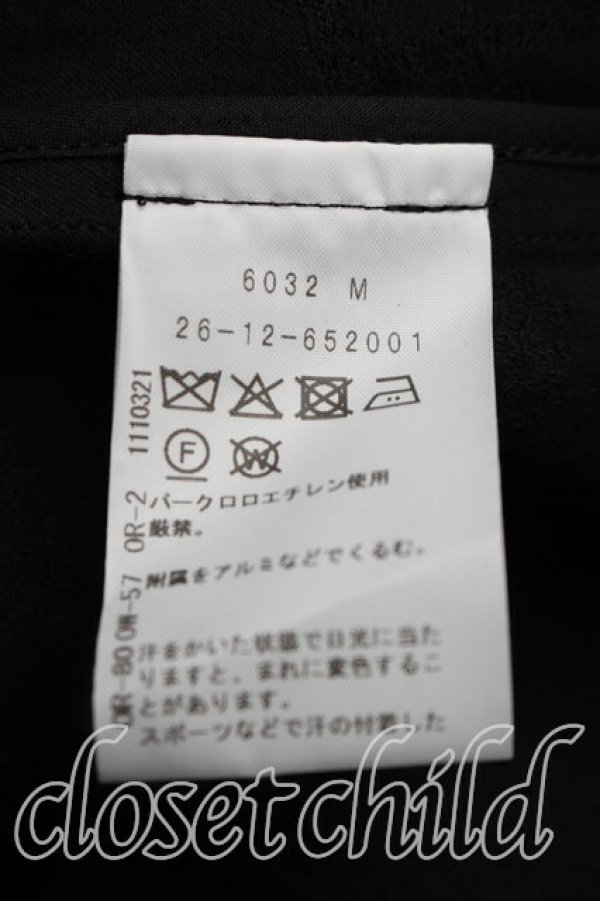 6032 M
26-12-652001
1110321
F
W
OR-2
パークロロエチレン使用
厳禁。
附属をアルミなどでくるむ。
汗をかいた状態で日光に当た
りますと、まれに変色するこ
とがあります。
スポーツなどで汗の付着した
closet child